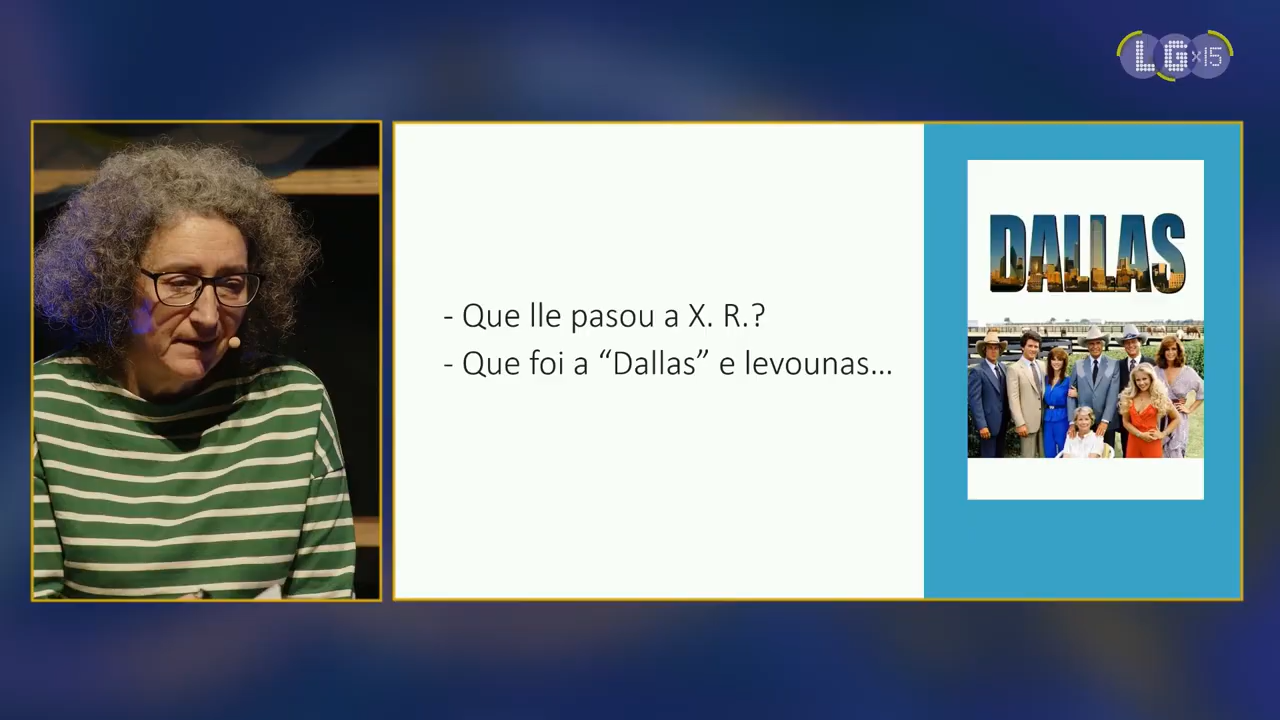 LG x15
- Que lle pasou a X. R.?
- Que foi a “Dallas” e levounas...
DALLAS